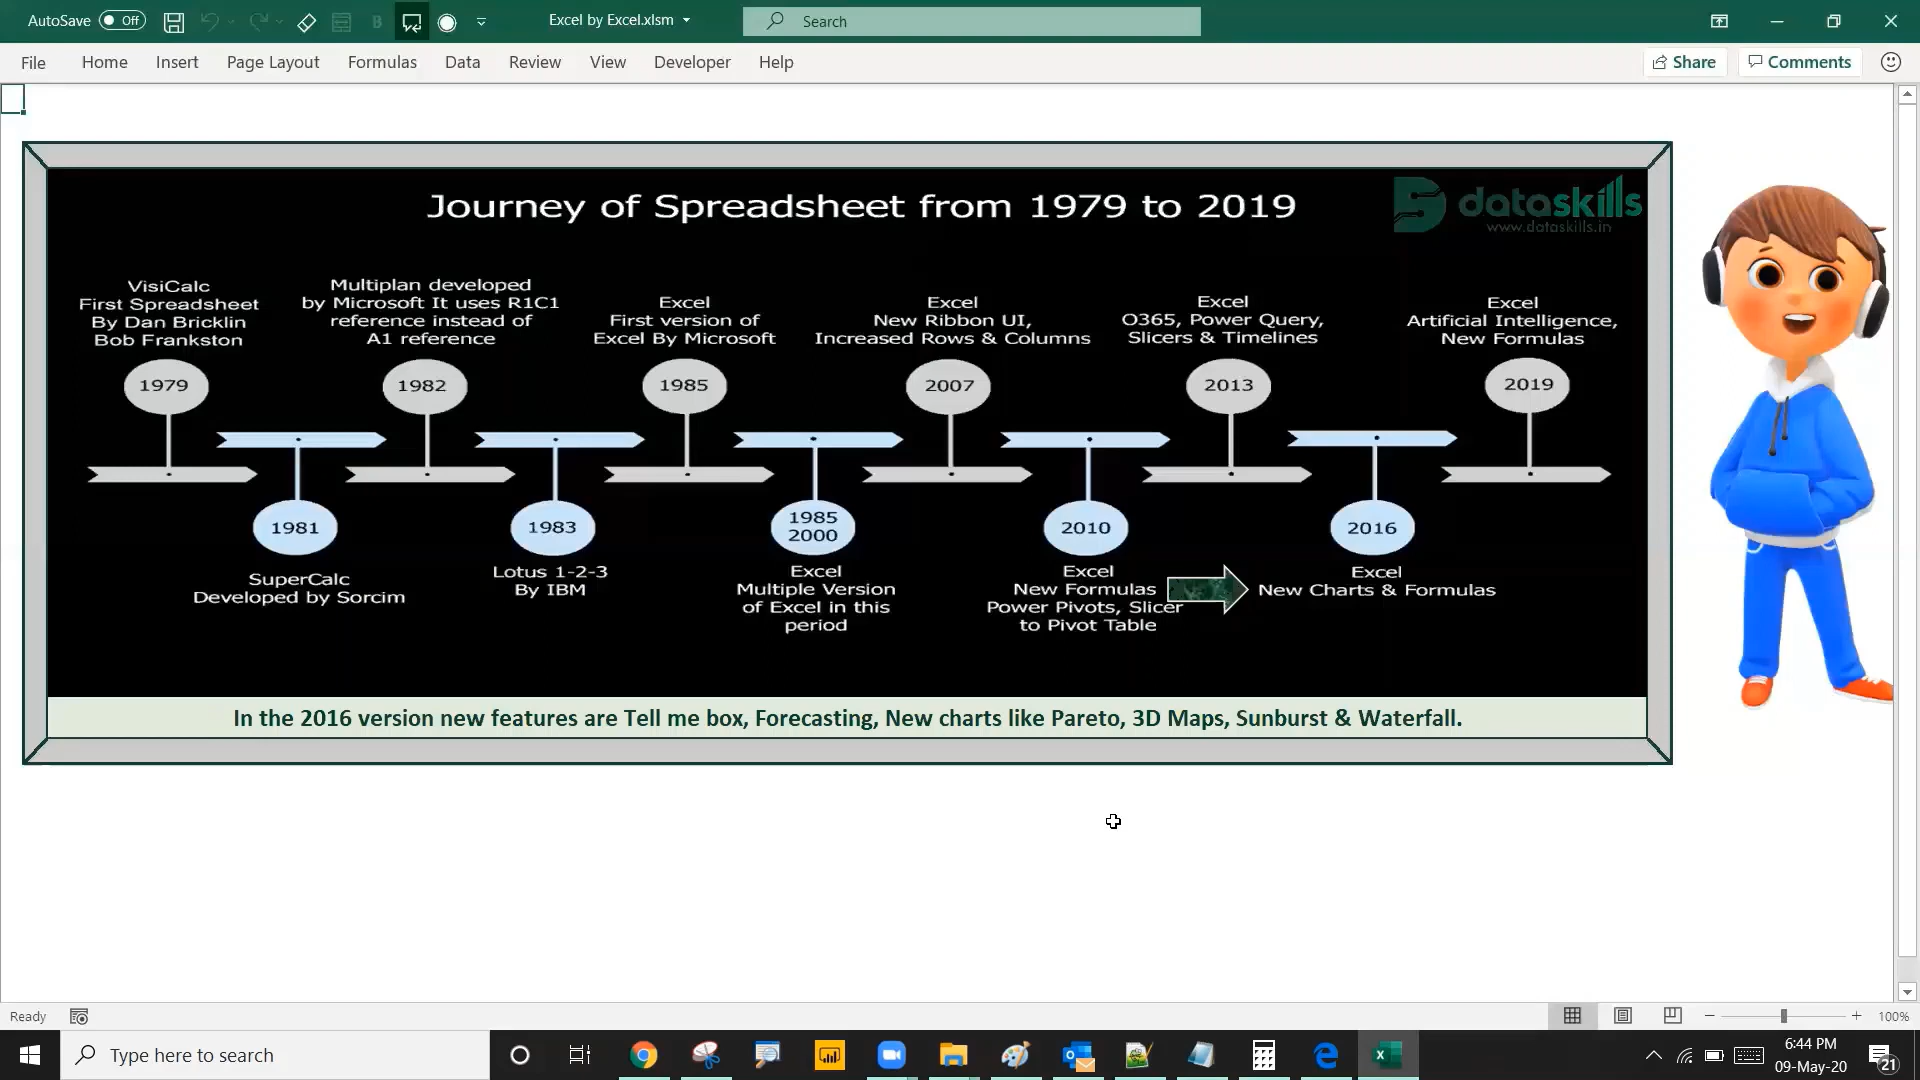 AutoSave Off
B
Excel by Excel.xlsm
Search
File Home Insert Page Layout Formulas Data Review View Developer Help
Share Comments
Journey of Spreadsheet from 1979 to 2019
dataskills
www.dataskills.in
VisiCalc
First Spreadsheet
By Dan Bricklin
Bob Frankston
1979
Multiplan developed
by Microsoft It uses R1C1
reference instead of
A1 reference
1982
Excel
First version of
Excel By Microsoft
1985
Excel
New Ribbon UI,
Increased Rows & Columns
2007
Excel
O365, Power Query,
Slicers & Timelines
2013
Excel
Artificial Intelligence,
New Formulas
2019
1981
SuperCalc
Developed by Sorcim
1983
Lotus 1-2-3
By IBM
1985
2000
Excel
Multiple Version
of Excel in this
period
2010
Excel
New Formulas
Power Pivots, Slicer
to Pivot Table
2016
Excel
New Charts & Formulas
In the 2016 version new features are Tell me box, Forecasting, New charts like Pareto, 3D Maps, Sunburst & Waterfall.
Ready
100%
Type here to search
6:44 PM
09-May-20
21